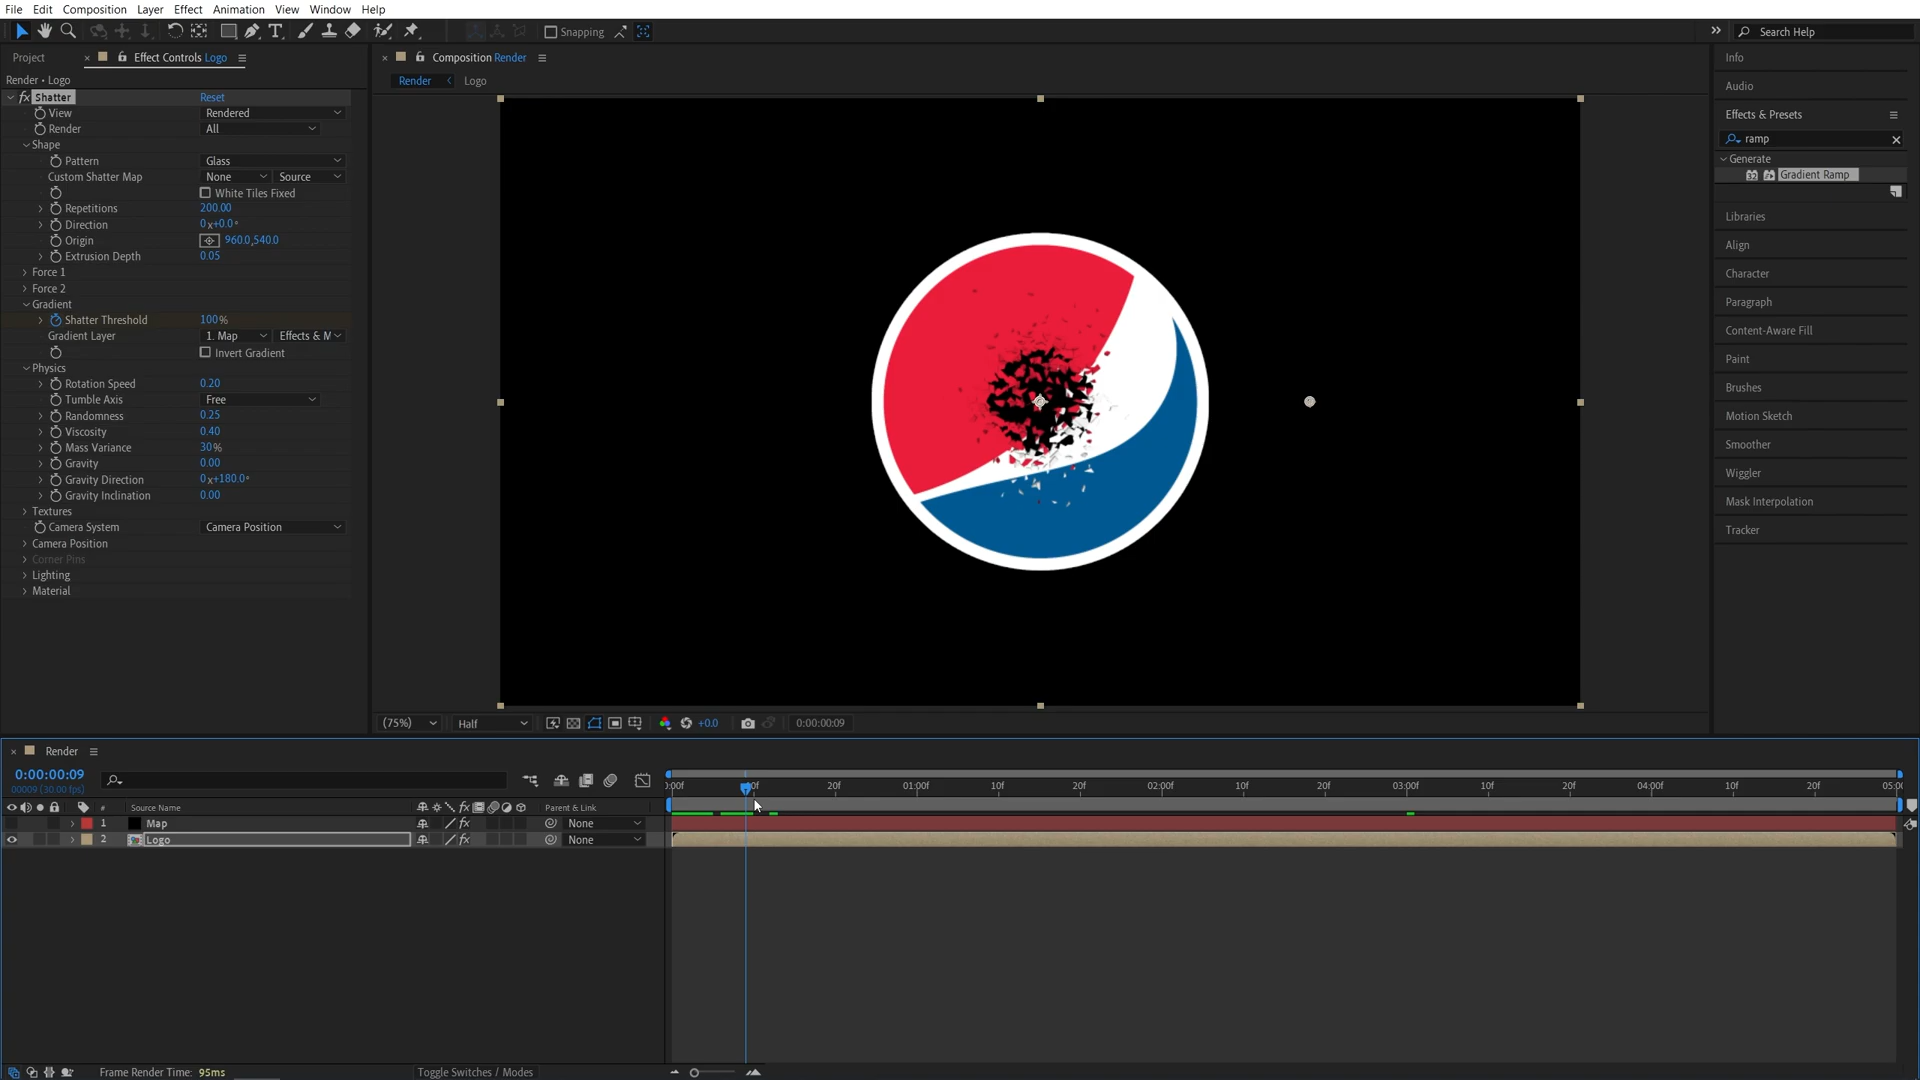 File Edit Composition Layer Effect Animation View Window Help
Snapping
Search Help
Project
Effect Controls Logo
Composition Render
Info
Render • Logo
Render
Logo
Audio
fx Shatter Reset
View Rendered
Render All
Shape
Pattern Glass
Custom Shatter Map None Source
White Tiles Fixed
Repetitions 200.00
Direction 0x+0.0°
Origin 960.0,540.0
Extrusion Depth 0.05
Force 1
Force 2
Gradient
Shatter Threshold 100%
Gradient Layer 1. Map Effects & M
Invert Gradient
Physics
Rotation Speed 0.20
Tumble Axis Free
Randomness 0.25
Viscosity 0.40
Mass Variance 30%
Gravity 0.00
Gravity Direction 0x+180.0°
Gravity Inclination 0.00
Textures
Camera System Camera Position
Camera Position
Corner Pins
Lighting
Material
Effects & Presets
ramp
Generate
Gradient Ramp
Libraries
Align
Character
Paragraph
Content-Aware Fill
Paint
Brushes
Motion Sketch
Smoother
Wiggler
Mask Interpolation
Tracker
(75%) Half +0.0 0:00:00:09
Render
0:00:00:09
00009 (30.00 fps)
20f 01:00f 10f 20f 02:00f 10f 20f 03:00f 10f 20f 04:00f 10f 20f
# Source Name fx Parent & Link
1 Map fx None
2 Logo fx None
Frame Render Time: 95ms
Toggle Switches / Modes